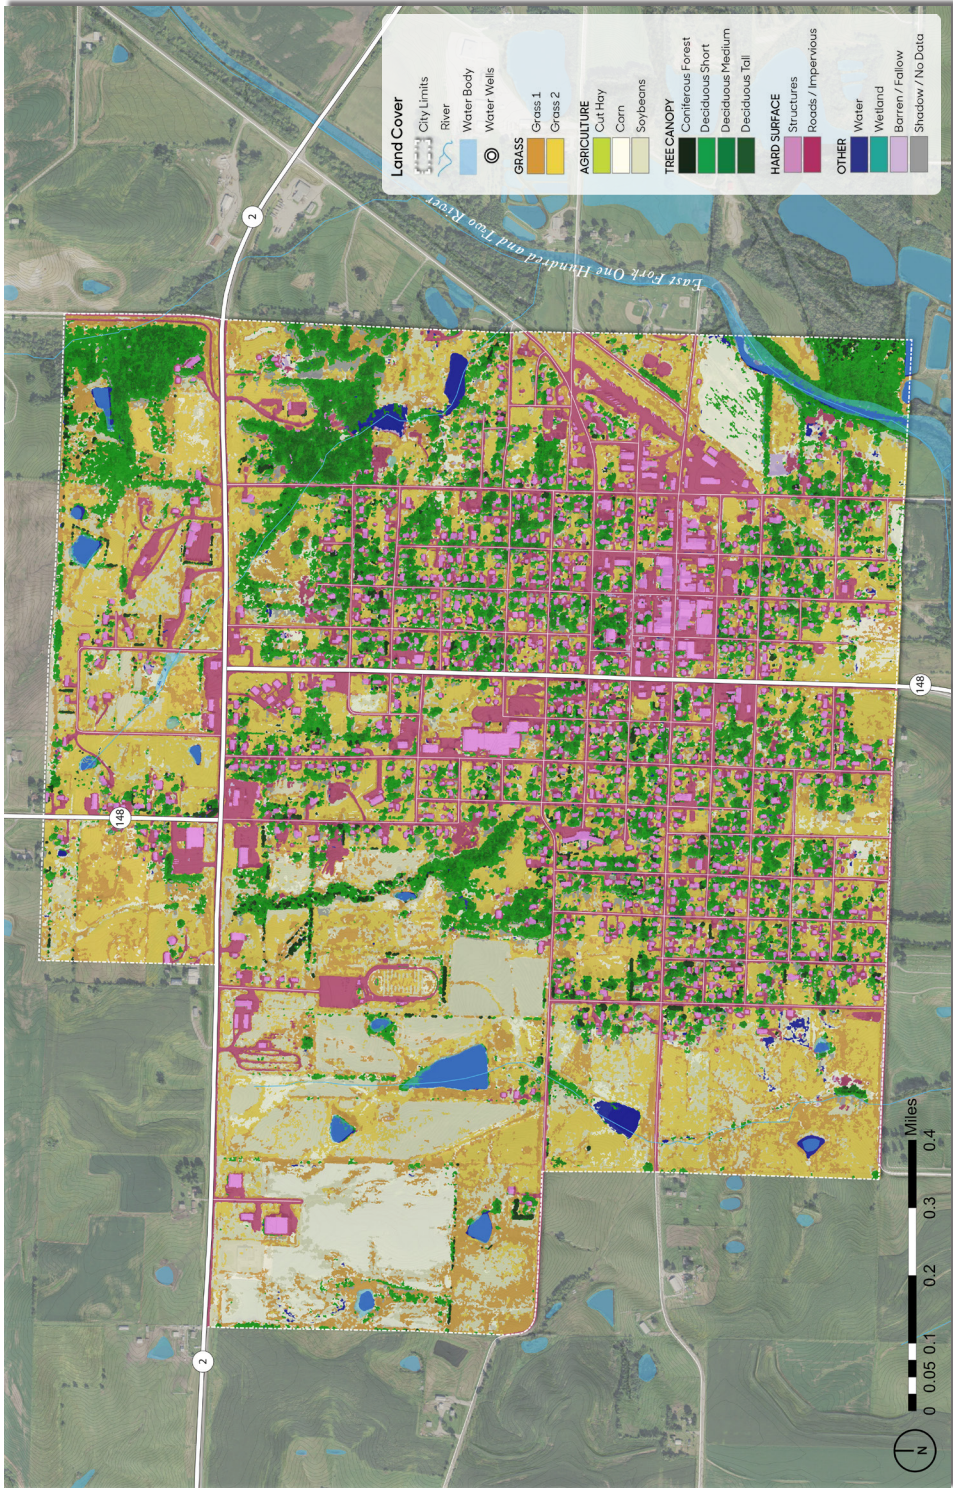 Land Cover
City Limits
River
Water Body
Water Wells
GRASS
Grass 1
Grass 2
AGRICULTURE
Cut Hay
Corn
Soybeans
TREE CANOPY
Coniferous Forest
Deciduous Short
Deciduous Medium
Deciduous Tall
HARD SURFACE
Structures
Roads / Impervious
OTHER
Water
Wetland
Barren / Fallow
Shadow / No Data
2
East Fork One Hundred and Two River
148
148
2
N
0 0.05 0.1 0.2 0.3 0.4
Miles